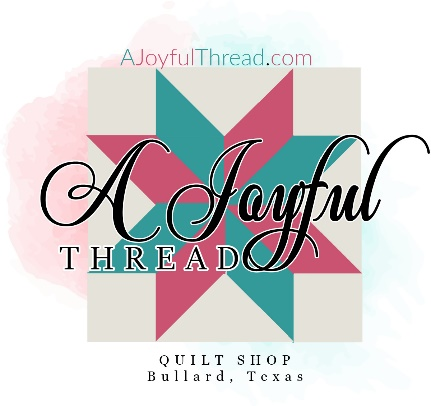 AJoyfulThread.com
A Joyful
THREAD
QUILT SHOP
Bullard, Texas